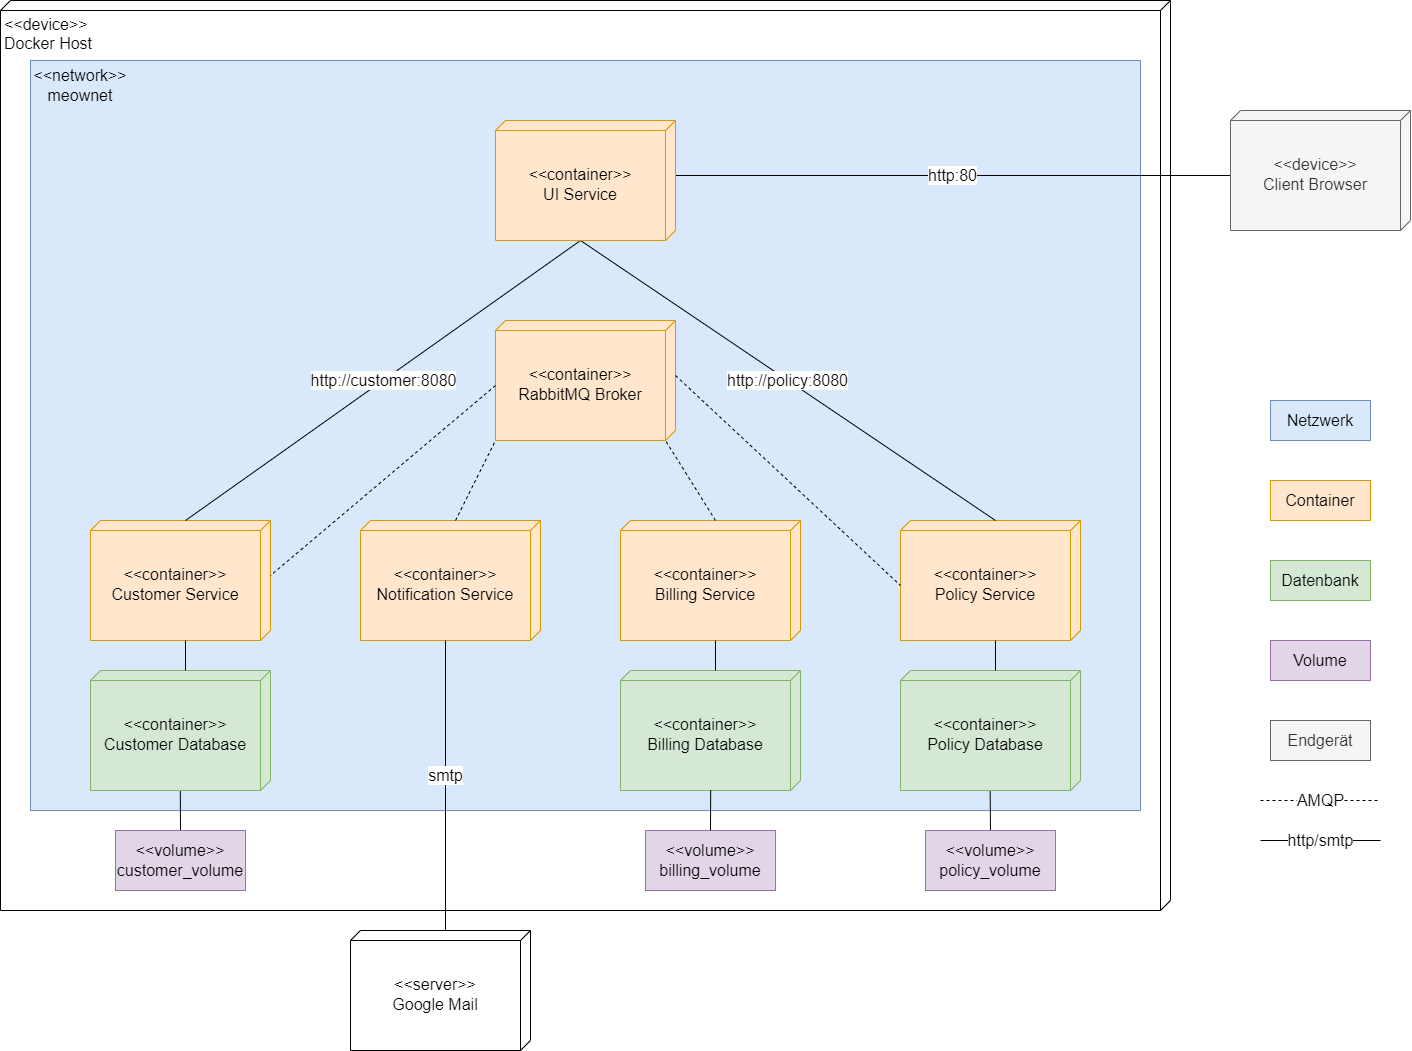 <<device>>
Docker Host
<<network>>
meownet
<<container>>
UI Service
http:80
<<device>>
Client Browser
<<container>>
RabbitMQ Broker
http://customer:8080
http://policy:8080
<<container>>
Customer Service
<<container>>
Notification Service
<<container>>
Billing Service
<<container>>
Policy Service
<<container>>
Customer Database
<<container>>
Billing Database
<<container>>
Policy Database
smtp
<<volume>>
customer_volume
<<volume>>
billing_volume
<<volume>>
policy_volume
<<server>>
Google Mail
Netzwerk
Container
Datenbank
Volume
Endgerät
AMQP
http/smtp